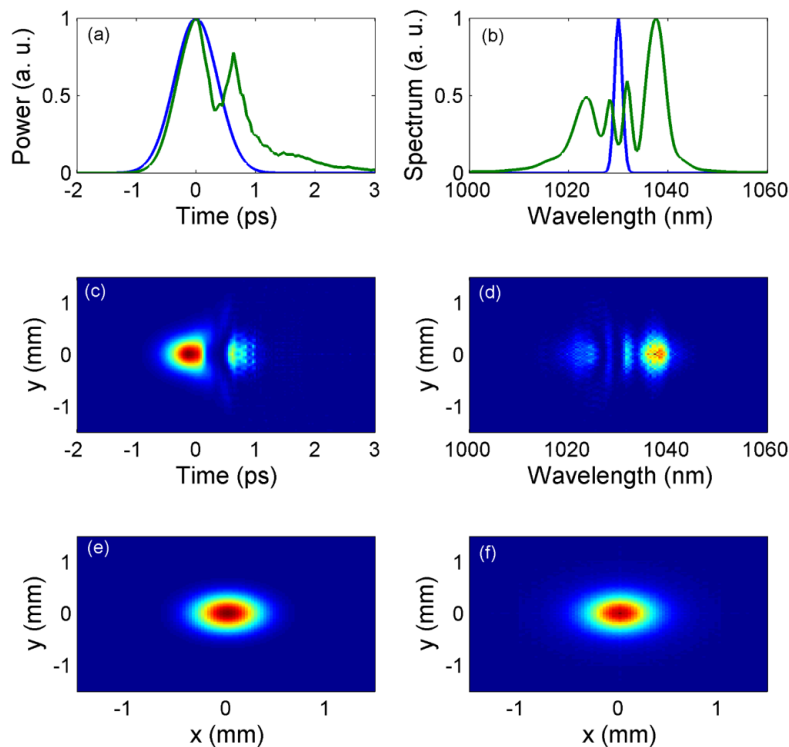 (a)
Power (a. u.)
1
0.5
0
-2 -1 0 1 2 3
Time (ps)
(b)
Spectrum (a. u.)
1
0.5
0
1000 1020 1040 1060
Wavelength (nm)
(c)
y (mm)
1
0
-1
-2 -1 0 1 2 3
Time (ps)
(d)
y (mm)
1
0
-1
1000 1020 1040 1060
Wavelength (nm)
(e)
y (mm)
1
0
-1
-1 0 1
x (mm)
(f)
y (mm)
1
0
-1
-1 0 1
x (mm)